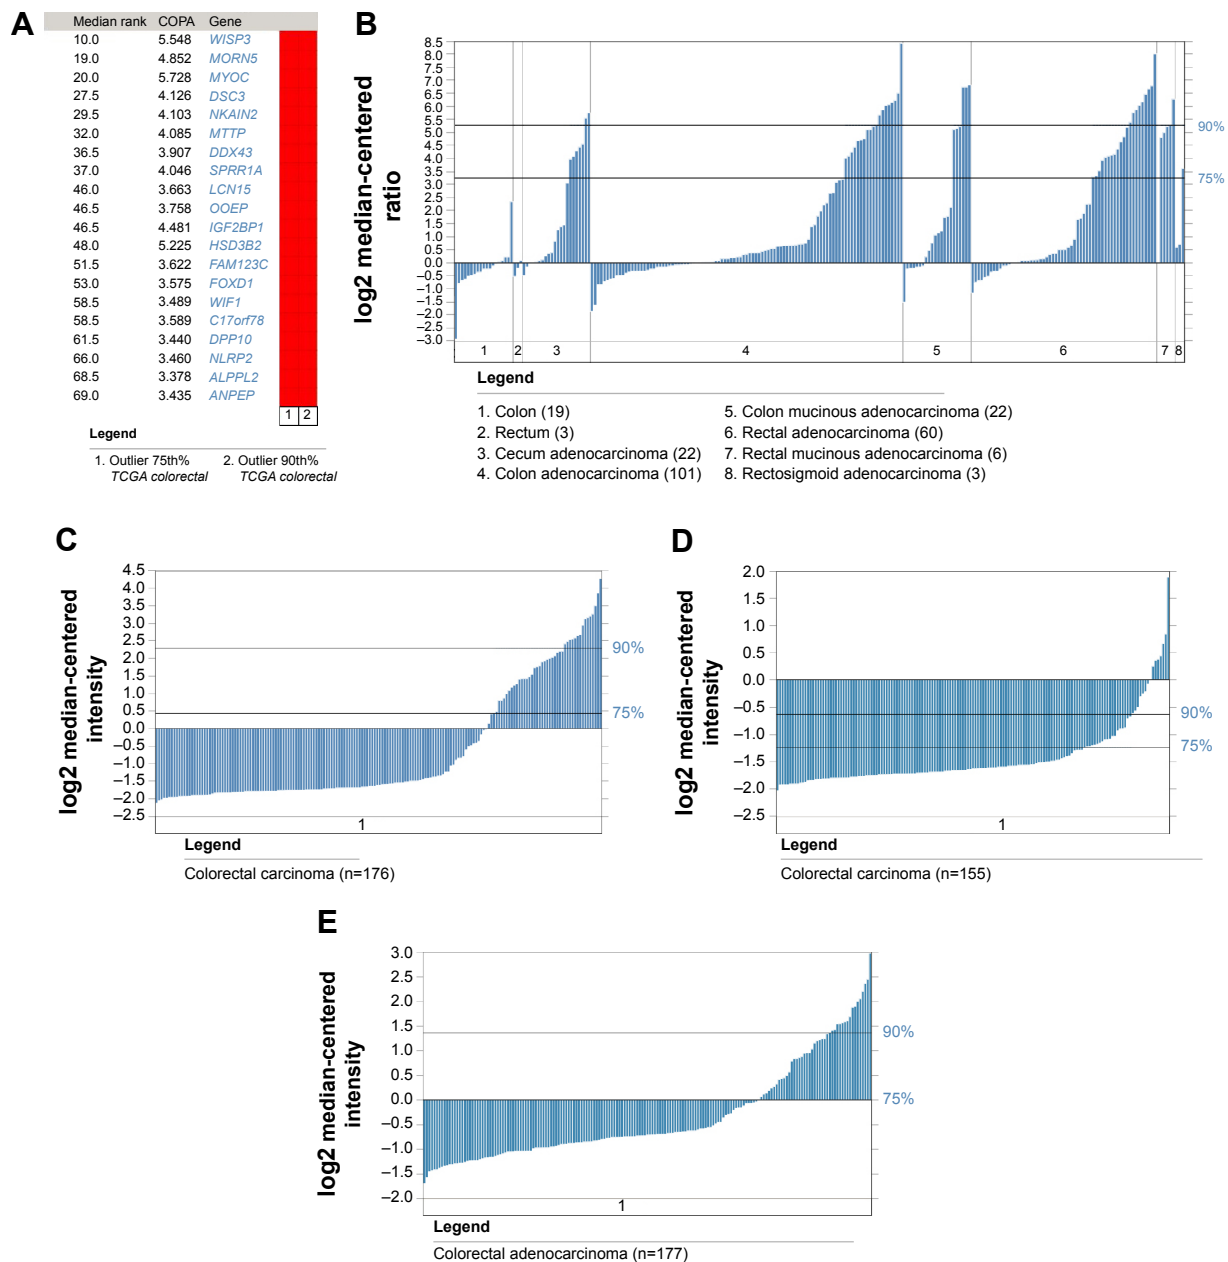 A
Median rank COPA Gene
10.0 5.548 WISP3
19.0 4.852 MORN5
20.0 5.728 MYOC
27.5 4.126 DSC3
29.5 4.103 NKAIN2
32.0 4.085 MTTP
36.5 3.907 DDX43
37.0 4.046 SPRR1A
46.0 3.663 LCN15
46.5 3.758 OOEP
46.5 4.481 IGF2BP1
48.0 5.225 HSD3B2
51.5 3.622 FAM123C
53.0 3.575 FOXD1
58.5 3.489 WIF1
58.5 3.589 C17orf78
61.5 3.440 DPP10
66.0 3.460 NLRP2
68.5 3.378 ALPPL2
69.0 3.435 ANPEP
1 2
Legend
1. Outlier 75th% 2. Outlier 90th%
TCGA colorectal TCGA colorectal
B
log2 median-centered
ratio
8.5
8.0
7.5
7.0
6.5
6.0
5.5
5.0
4.5
4.0
3.5
3.0
2.5
2.0
1.5
1.0
0.5
0.0
–0.5
–1.0
–1.5
–2.0
–2.5
–3.0
90%
75%
1 2 3 4 5 6 7 8
Legend
1. Colon (19)
2. Rectum (3)
3. Cecum adenocarcinoma (22)
4. Colon adenocarcinoma (101)
5. Colon mucinous adenocarcinoma (22)
6. Rectal adenocarcinoma (60)
7. Rectal mucinous adenocarcinoma (6)
8. Rectosigmoid adenocarcinoma (3)
C
log2 median-centered
intensity
4.5
4.0
3.5
3.0
2.5
2.0
1.5
1.0
0.5
0.0
–0.5
–1.0
–1.5
–2.0
–2.5
90%
75%
1
Legend
Colorectal carcinoma (n=176)
D
log2 median-centered
intensity
2.0
1.5
1.0
0.5
0.0
–0.5
–1.0
–1.5
–2.0
–2.5
90%
75%
1
Legend
Colorectal carcinoma (n=155)
E
log2 median-centered
intensity
3.0
2.5
2.0
1.5
1.0
0.5
0.0
–0.5
–1.0
–1.5
–2.0
90%
75%
1
Legend
Colorectal adenocarcinoma (n=177)